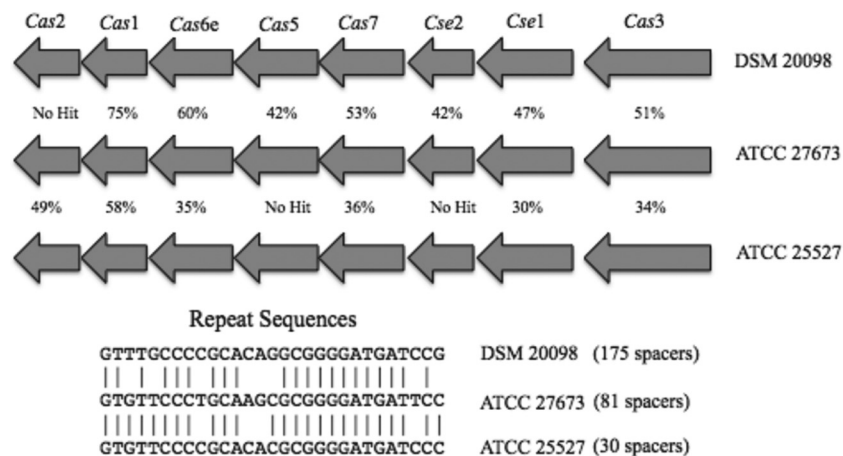 Cas2 Cas1 Cas6e Cas5 Cas7 Cse2 Cse1 Cas3
DSM 20098
No Hit 75% 60% 42% 53% 42% 47% 51%
ATCC 27673
49% 58% 35% No Hit 36% No Hit 30% 34%
ATCC 25527
Repeat Sequences
GTTTGCCCCGCACAGGCGGGGATGATCCG DSM 20098 (175 spacers)
GTGTTCCCTGCAAGCGCGGGGATGATTCC ATCC 27673 (81 spacers)
GTGTTCCCCGCACACGCGGGGATGATCCC ATCC 25527 (30 spacers)